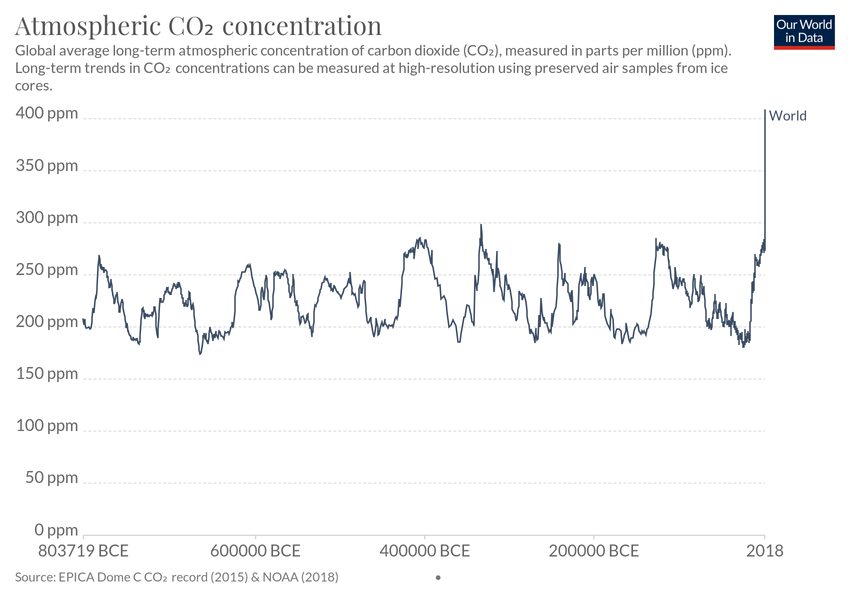 Atmospheric CO₂ concentration
Our World
in Data
Global average long-term atmospheric concentration of carbon dioxide (CO₂), measured in parts per million (ppm).
Long-term trends in CO₂ concentrations can be measured at high-resolution using preserved air samples from ice
cores.
400 ppm
World
350 ppm
300 ppm
250 ppm
200 ppm
150 ppm
100 ppm
50 ppm
0 ppm
803719 BCE 600000 BCE 400000 BCE 200000 BCE 2018
Source: EPICA Dome C CO₂ record (2015) & NOAA (2018) •